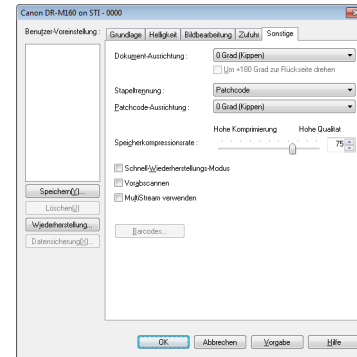 Canon DR-M160 on STI - 0000
Benutzer-Voreinstellung :
Grundlage Helligkeit Bildbearbeitung Zufuhr Sonstige
Dokument-Ausrichtung : 0 Grad (Kippen)
Um +180 Grad zur Rückseite drehen
Stapeltrennung : Patchcode
Patchcode-Ausrichtung : 0 Grad (Kippen)
Hohe Komprimierung Hohe Qualität
Speigherkompressionsrate : 75
Schnell-Wiederherstellungs-Modus
Vorabscannen
MultiStream verwenden
Barcodes...
Speichern(Y)...
Löschen(J)
Wiederherstellung...
Datensicherung(X)...
OK Abbrechen Vorgabe Hilfe